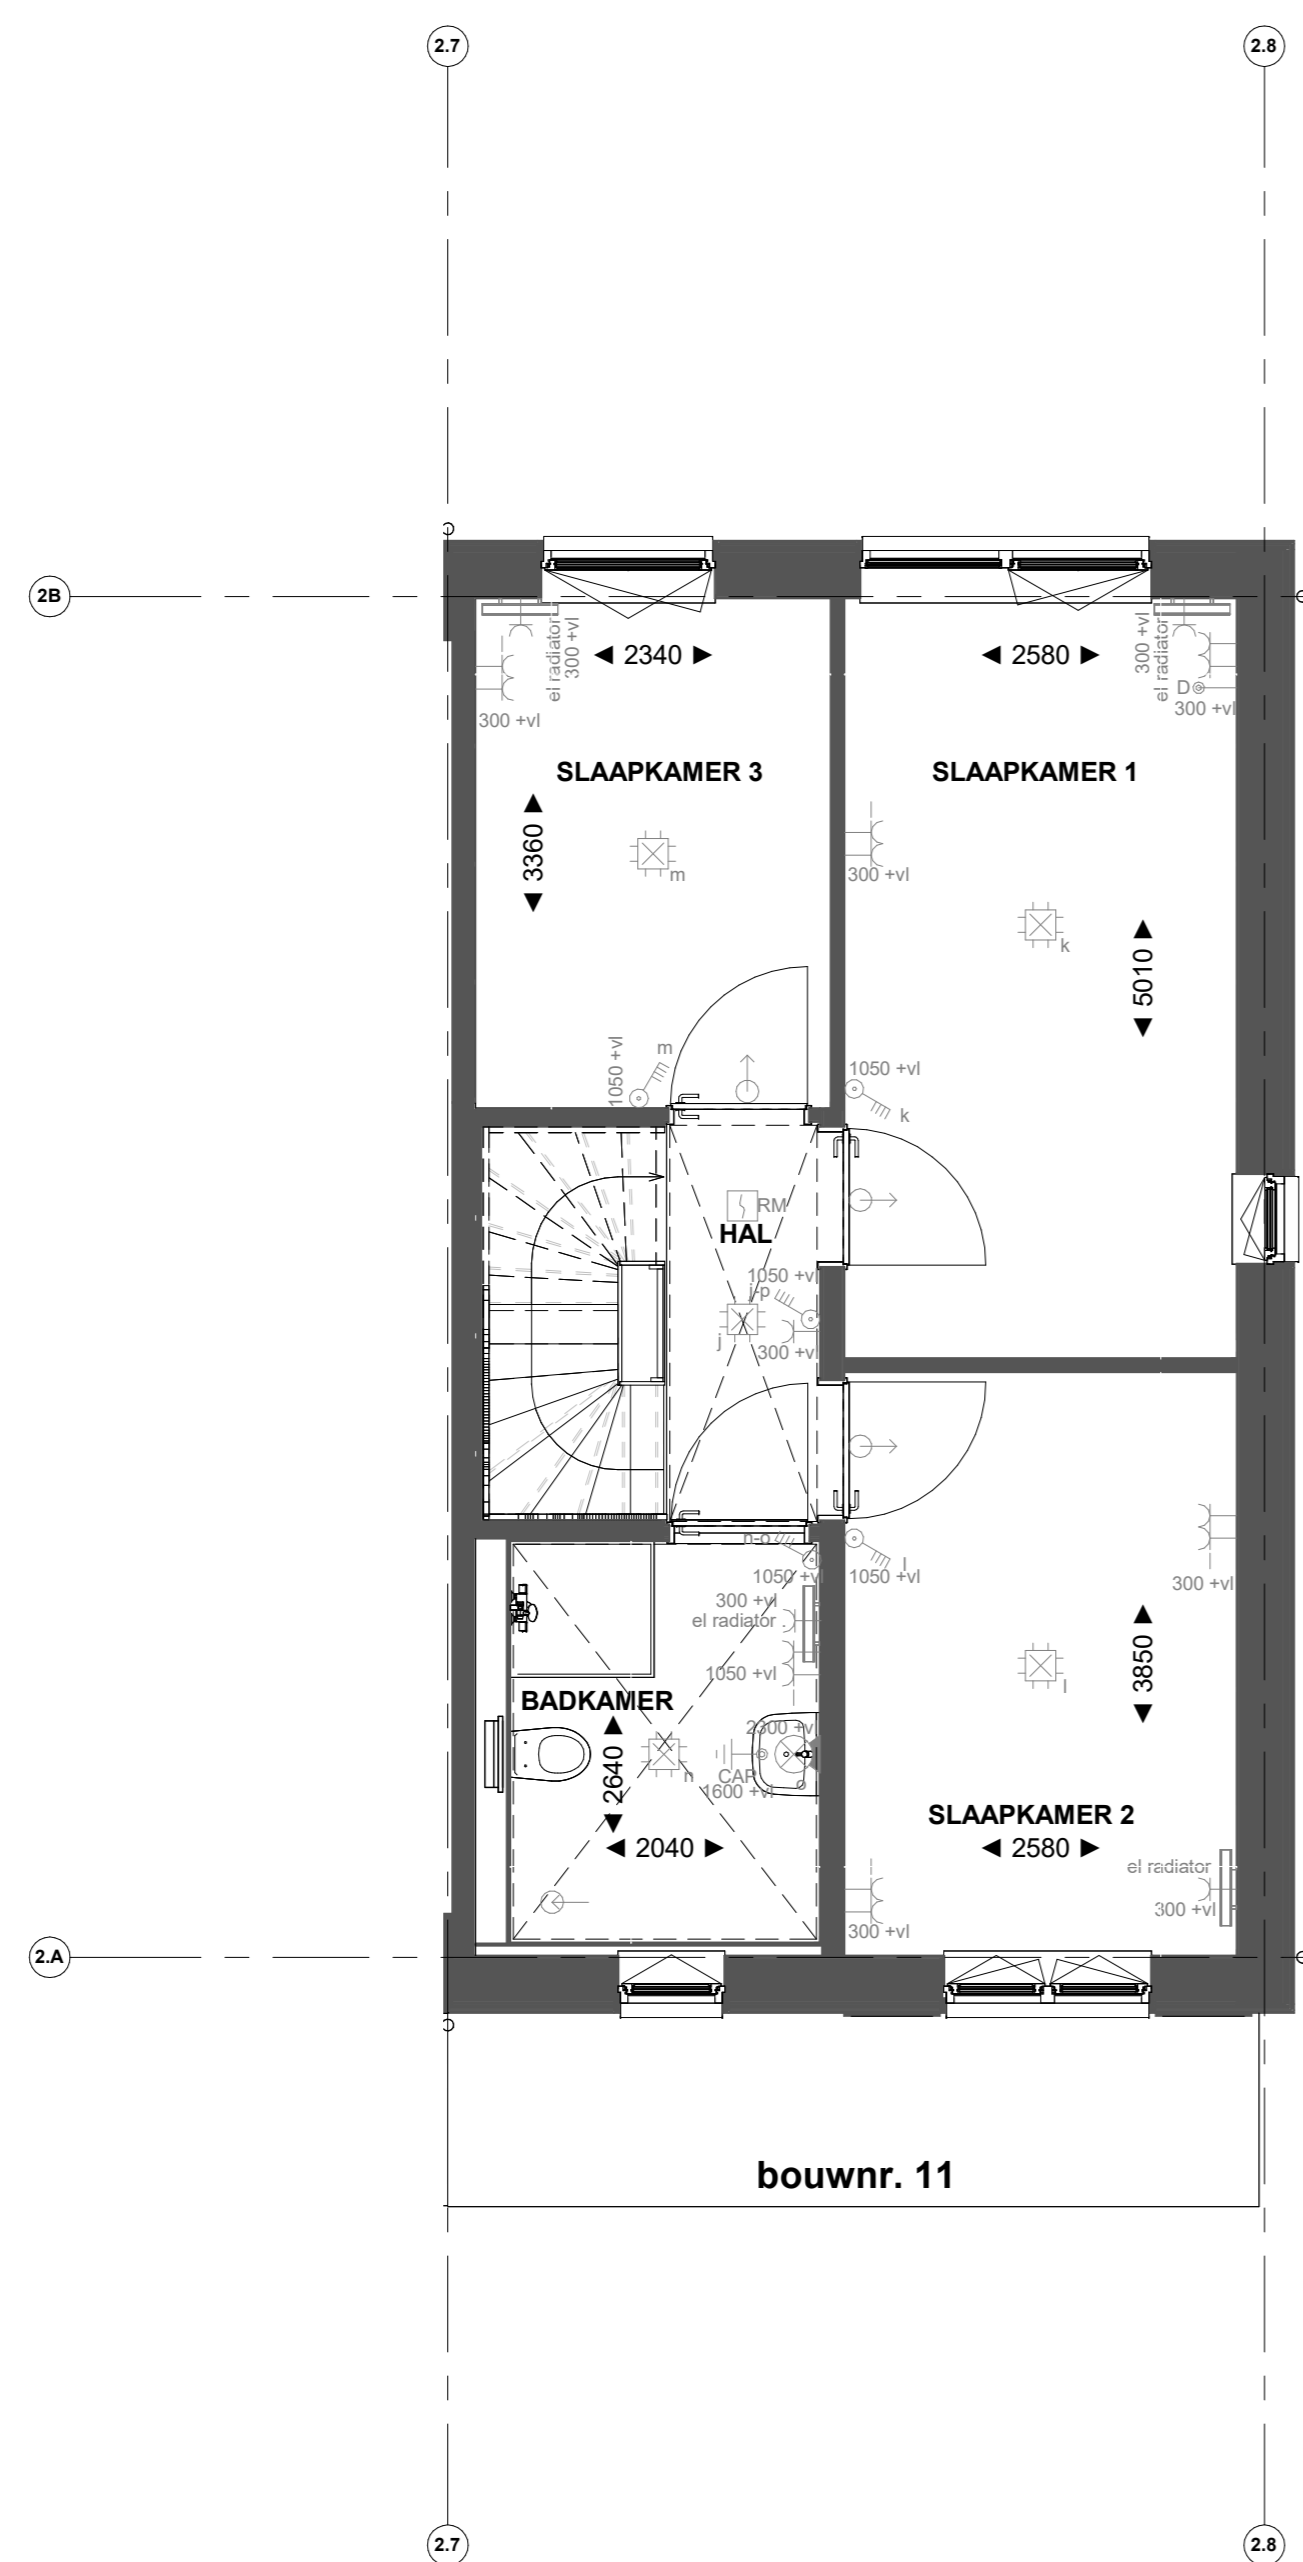 2.7
2.8
2B
2340
2580
el radiator
300 +vl
300 +vl
300 +vl
el radiator
D
300 +vl
SLAAPKAMER 3
SLAAPKAMER 1
3360
m
300 +vl
k
5010
1050 +vl
m
1050 +vl
k
RM
HAL
1050 +vl
j-p
j
300 +vl
n-o
1050 +vl
1050 +vl
l
300 +vl
300 +vl
el radiator
1050 +vl
3850
l
BADKAMER
2300 +vl
2640
n
CAP
1600 +vl
o
SLAAPKAMER 2
2040
2580
el radiator
300 +vl
300 +vl
2.A
bouwnr. 11
2.7
2.8